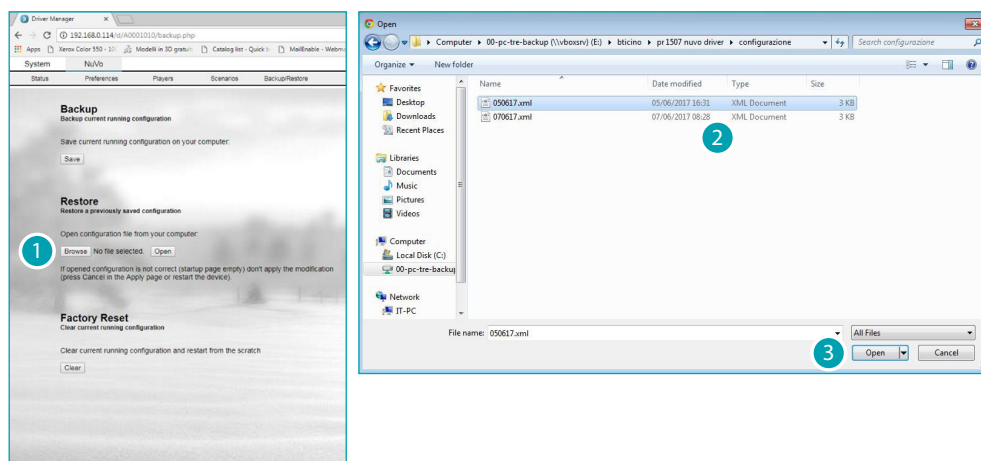 Driver Manager
192.168.0.114/d/A0001010/backup.php
Apps Xerox Color 550 - 10. Modelli in 3D gratuit Catalog list - Quick b MailEnable - Webm
System NuVo
Status Preferences Players Scenarios Backup/Restore
Backup
Backup current running configuration
Save current running configuration on your computer:
Save
Restore
Restore a previously saved configuration
Open configuration file from your computer:
1
Browse No file selected. Open
If opened configuration is not correct (startup page empty) don't apply the modification
(press Cancel in the Apply page or restart the device).
Factory Reset
Clear current running configuration
Clear current running configuration and restart from the scratch
Clear
Open
Computer 00-pc-tre-backup (\\vboxsrv) (E:) bticino pr1507 nuvo driver configurazione
Search configurazione
Organize New folder
Name Date modified Type Size
050617.xml 05/06/2017 16:31 XML Document 3 KB
070617.xml 07/06/2017 08:28 XML Document 3 KB
2
Favorites
Desktop
Downloads
Recent Places
Libraries
Documents
Music
Pictures
Videos
Computer
Local Disk (C:)
00-pc-tre-backup
Network
IT-PC
File name: 050617.xml
All Files
3
Open Cancel